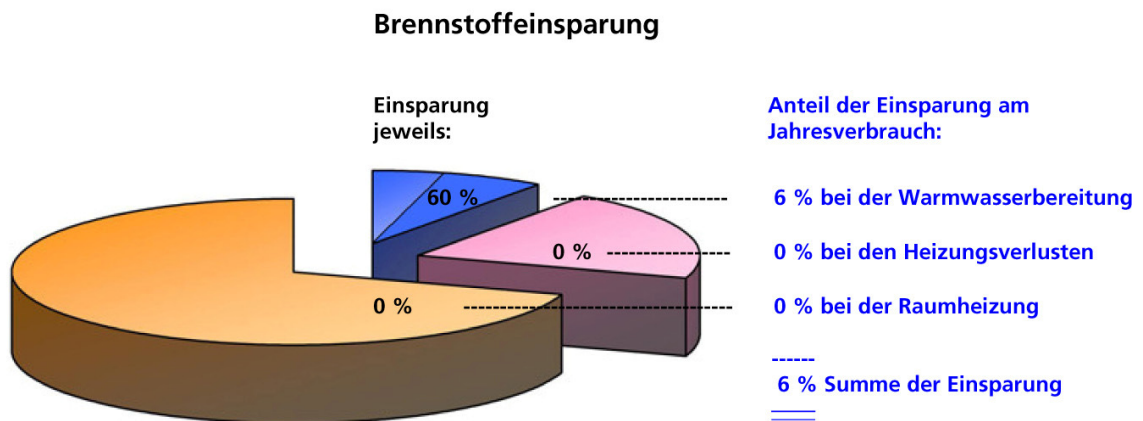 Brennstoffeinsparung
Einsparung
jeweils:
Anteil der Einsparung am
Jahresverbrauch:
60 %
6 % bei der Warmwasserbereitung
0 %
0 % bei den Heizungsverlusten
0 %
0 % bei der Raumheizung
6 % Summe der Einsparung